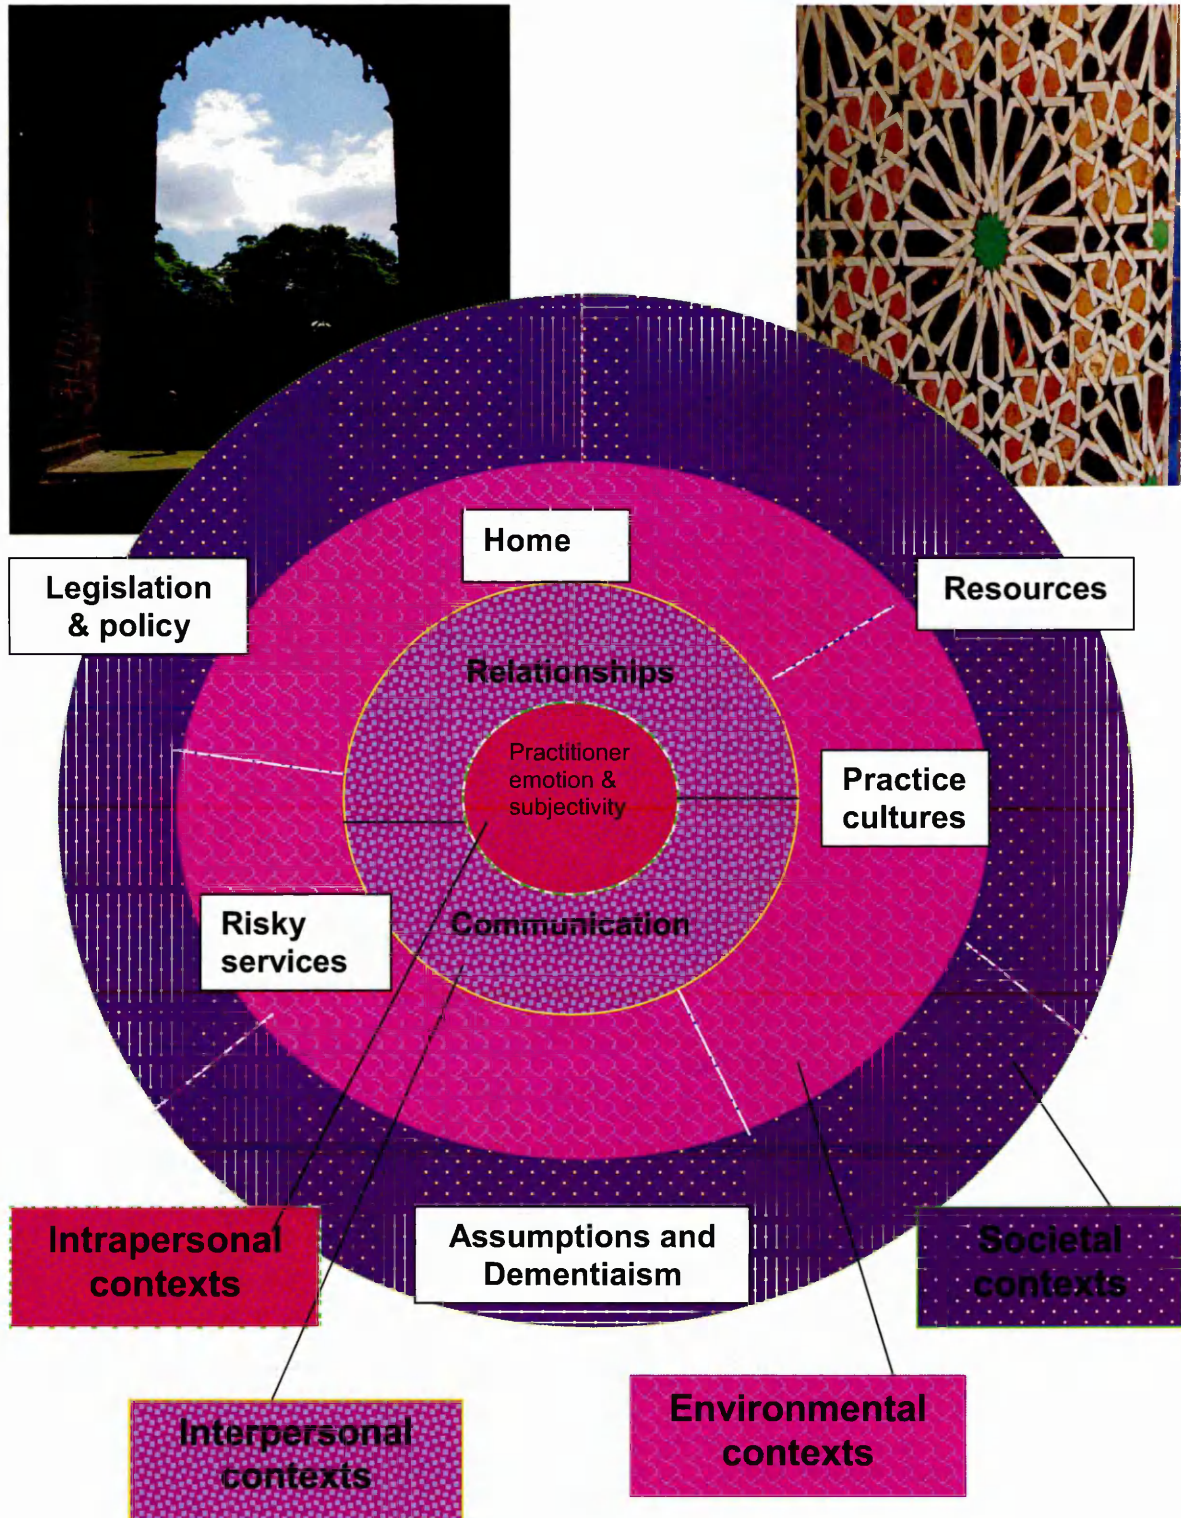 Home
Legislation
& policy
Resources
Relationships
Practitioner
emotion &
subjectivity
Practice
cultures
Risky
services
Communication
Intrapersonal
contexts
Assumptions and
Dementiaism
Societal
contexts
Interpersonal
contexts
Environmental
contexts